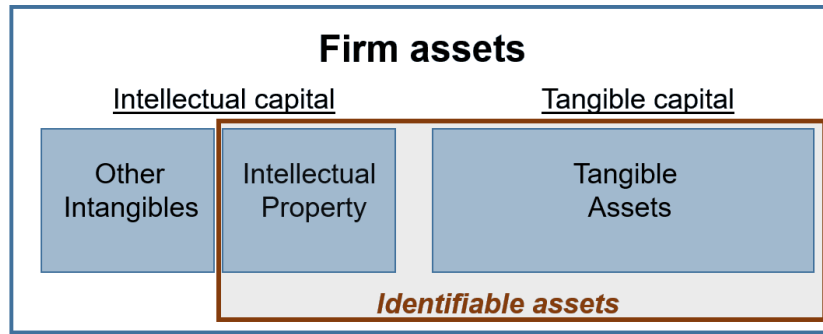 Firm assets
Intellectual capital
Tangible capital
Other
Intangibles
Intellectual
Property
Tangible
Assets
Identifiable assets